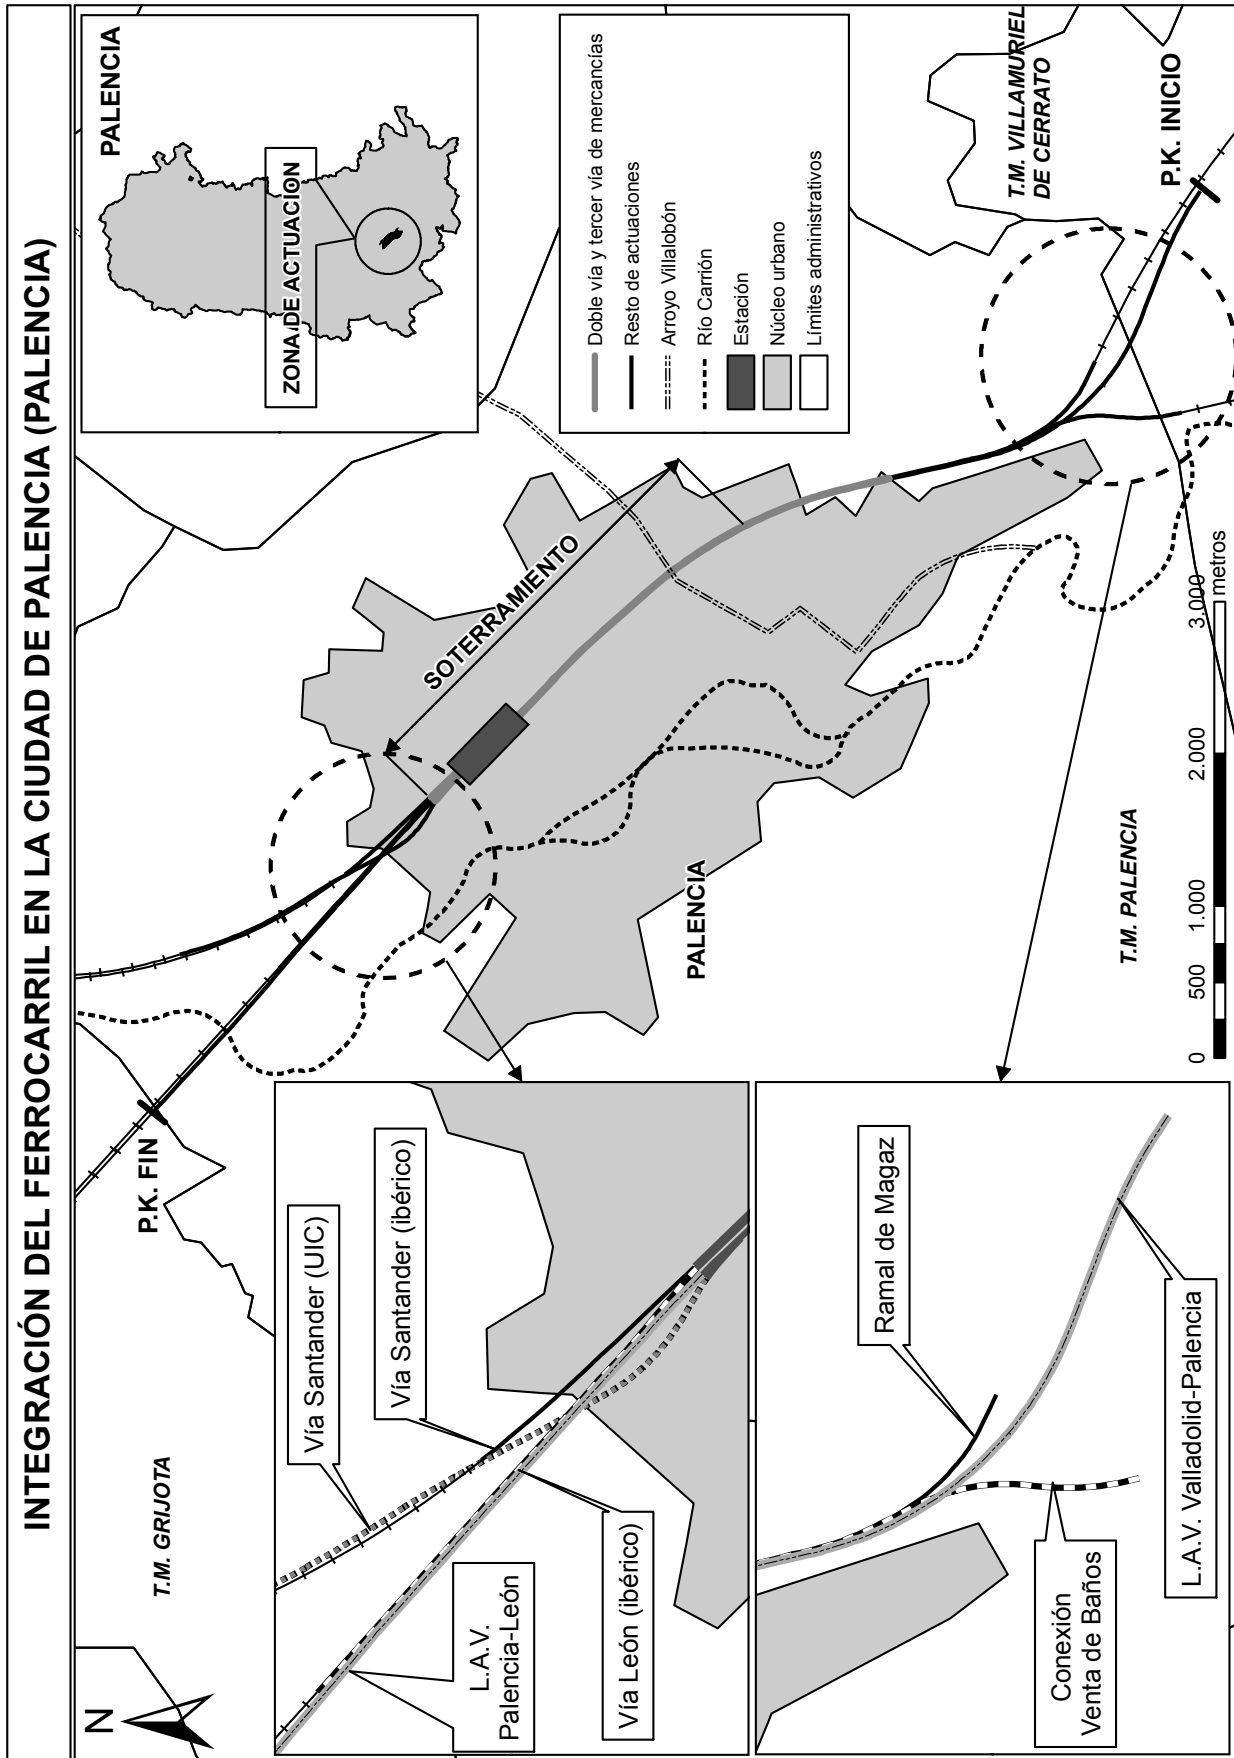 INTEGRACIÓN DEL FERROCARRIL EN LA CIUDAD DE PALENCIA (PALENCIA)
N
T.M. GRIJOTA
P.K. FIN
PALENCIA
ZONA DE ACTUACION
SOTERRAMIENTO
Doble vía y tercer vía de mercancías
Resto de actuaciones
Arroyo Villalobón
Río Carrión
Estación
Núcleo urbano
Límites administrativos
T.M. VILLAMURIEL
DE CERRATO
P.K. INICIO
PALENCIA
T.M. PALENCIA
0
500
1.000
2.000
3.000
metros
Vía Santander (UIC)
Vía Santander (ibérico)
L.A.V.
Palencia-León
Vía León (ibérico)
Ramal de Magaz
Conexión
Venta de Baños
L.A.V. Valladolid-Palencia